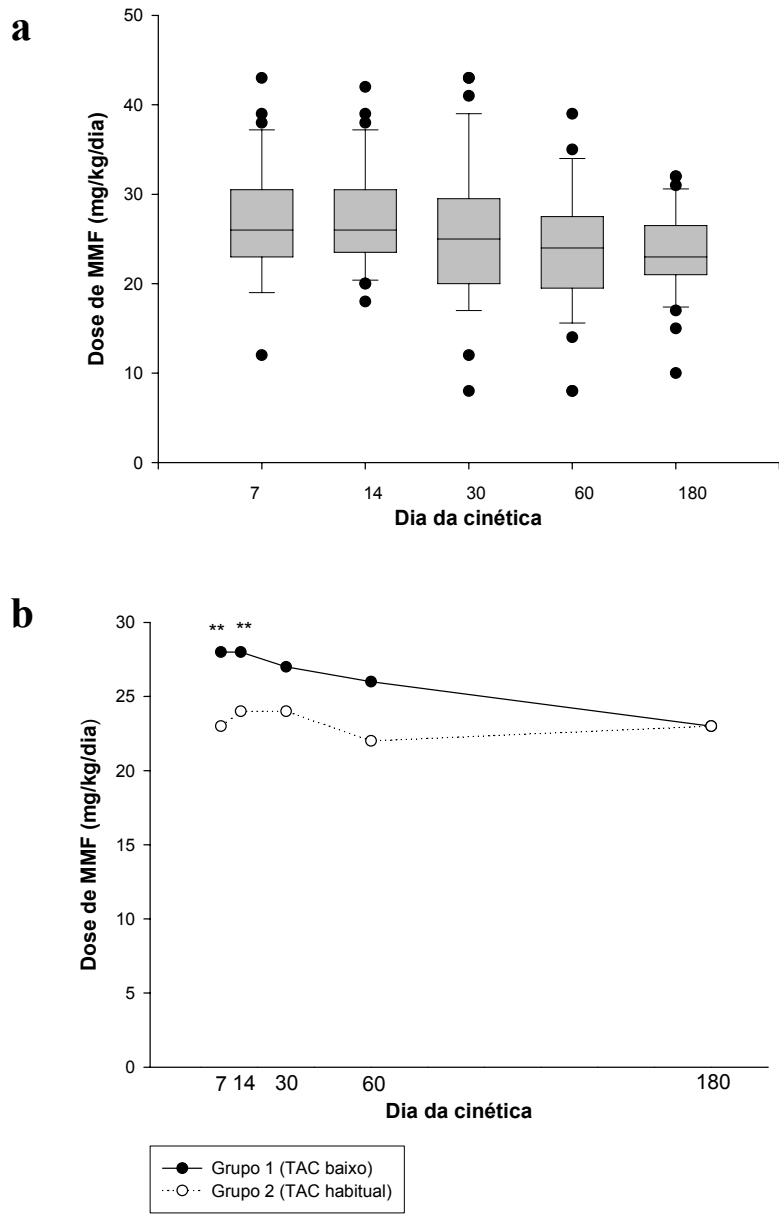 a
50
40
30
20
10
0
Dose de MMF (mg/kg/dia)
7 14 30 60 180
Dia da cinética
b
30
25
20
15
10
5
0
** **
Dose de MMF (mg/kg/dia)
7 14 30 60 180
Dia da cinética
Grupo 1 (TAC baixo)
Grupo 2 (TAC habitual)